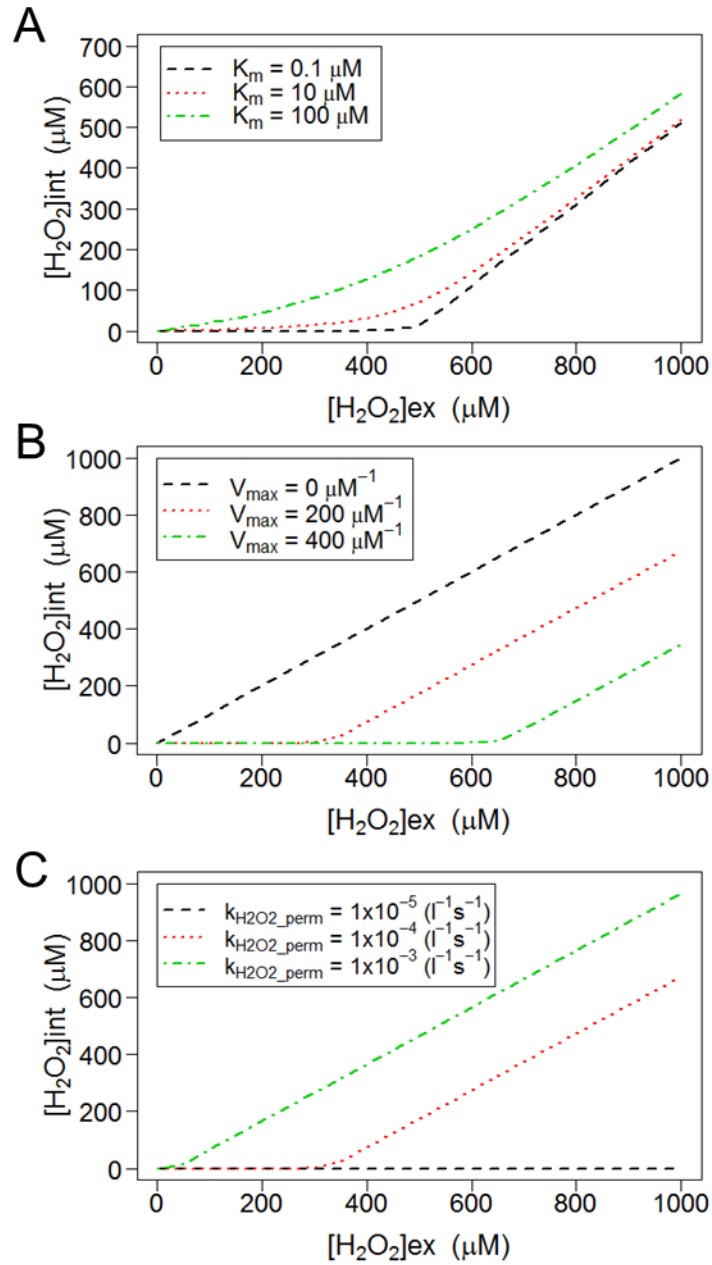 A
700
600
500
400
300
200
100
0
[H₂O₂]int (μM)
Kₘ = 0.1 μM
Kₘ = 10 μM
Kₘ = 100 μM
0 200 400 600 800 1000
[H₂O₂]ex (μM)
B
1000
800
600
400
200
0
[H₂O₂]int (μM)
Vₘₐₓ = 0 μM⁻¹
Vₘₐₓ = 200 μM⁻¹
Vₘₐₓ = 400 μM⁻¹
0 200 400 600 800 1000
[H₂O₂]ex (μM)
C
1000
800
600
400
200
0
[H₂O₂]int (μM)
k_H2O2_perm = 1x10⁻⁵ (l⁻¹s⁻¹)
k_H2O2_perm = 1x10⁻⁴ (l⁻¹s⁻¹)
k_H2O2_perm = 1x10⁻³ (l⁻¹s⁻¹)
0 200 400 600 800 1000
[H₂O₂]ex (μM)